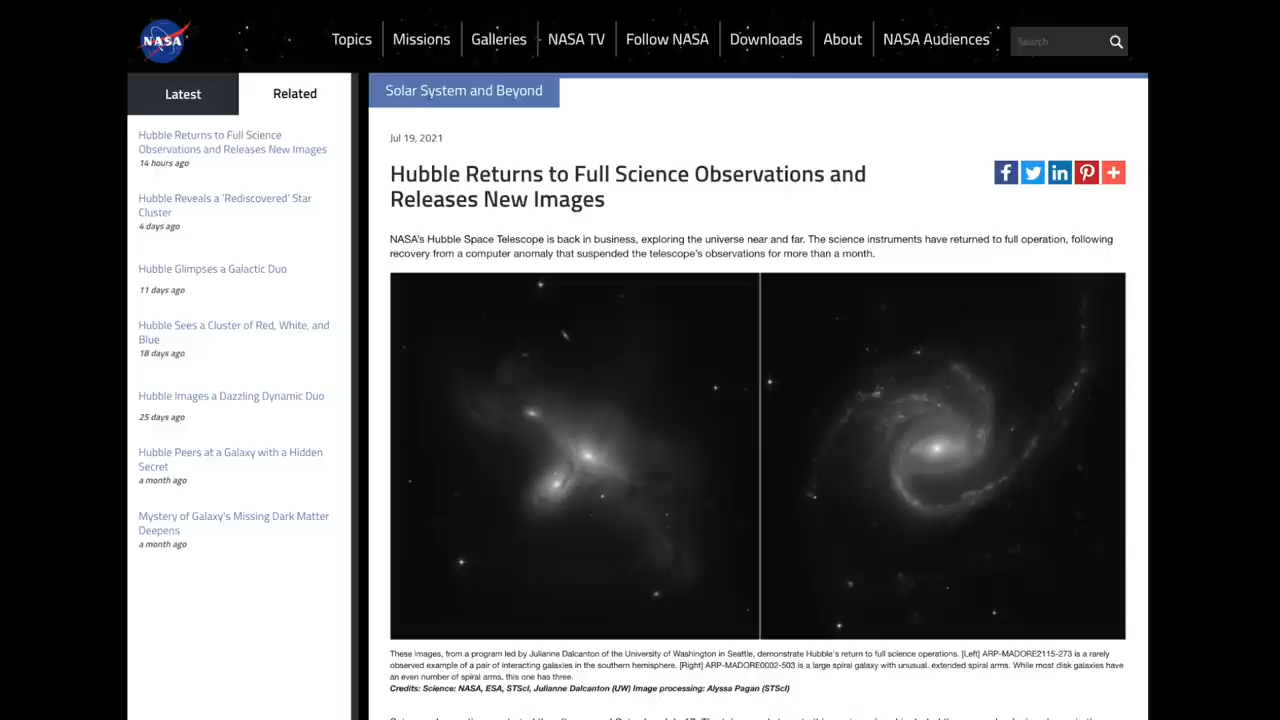 NASA
Topics
Missions
Galleries
NASA TV
Follow NASA
Downloads
About
NASA Audiences
Search
Latest
Related
Hubble Returns to Full Science
Observations and Releases New Images
14 hours ago
Hubble Reveals a 'Rediscovered' Star
Cluster
4 days ago
Hubble Glimpses a Galactic Duo
11 days ago
Hubble Sees a Cluster of Red, White, and
Blue
18 days ago
Hubble Images a Dazzling Dynamic Duo
25 days ago
Hubble Peers at a Galaxy with a Hidden
Secret
a month ago
Mystery of Galaxy's Missing Dark Matter
Deepens
a month ago
Solar System and Beyond
Jul 19, 2021
Hubble Returns to Full Science Observations and
Releases New Images
NASA's Hubble Space Telescope is back in business, exploring the universe near and far. The science instruments have returned to full operation, following
recovery from a computer anomaly that suspended the telescope's observations for more than a month.
These images, from a program led by Julianne Dalcanton of the University of Washington in Seattle, demonstrate Hubble's return to full science operations. [Left] ARP-MADORE2115-273 is a rarely
observed example of a pair of interacting galaxies in the southern hemisphere. [Right] ARP-MADORE0002-503 is a large spiral galaxy with unusual, extended spiral arms. While most disk galaxies have
an even number of spiral arms, this one has three.
Credits: Science: NASA, ESA, STScI, Julianne Dalcanton (UW) Image processing: Alyssa Pagan (STScI)